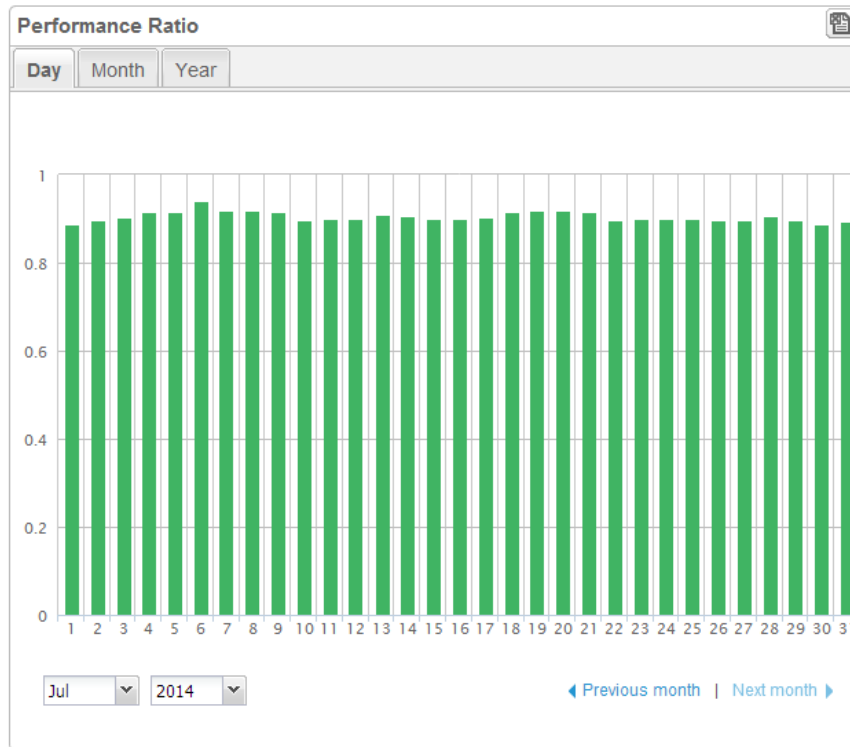 Performance Ratio
Day Month Year
1
0.8
0.6
0.4
0.2
0
1 2 3 4 5 6 7 8 9 10 11 12 13 14 15 16 17 18 19 20 21 22 23 24 25 26 27 28 29 30 3
Jul 2014 Previous month | Next month